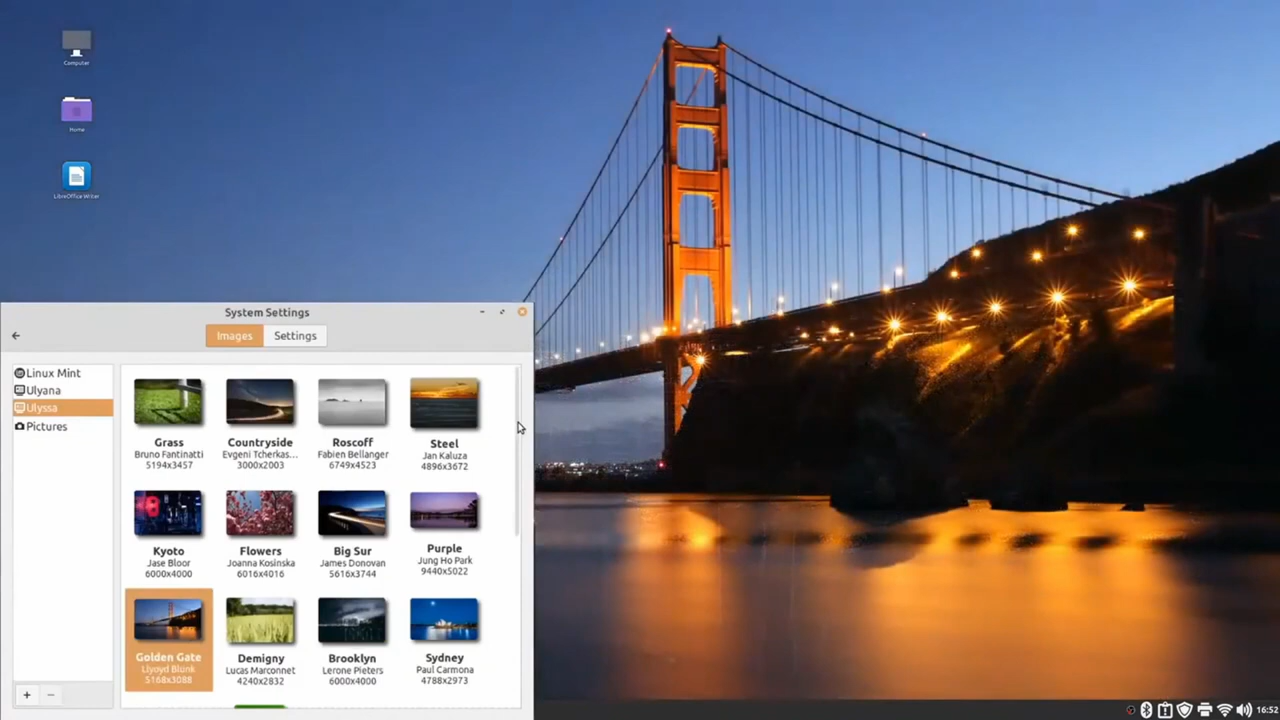 Computer
Home
LibreOffice Writer
System Settings
Images
Settings
Linux Mint
Ulyana
Ulyssa
Pictures
Grass
Bruno Fantinatti
5194x3457
Countryside
Evgeni Tcherkas...
3000x2003
Roscoff
Fabien Bellanger
6749x4523
Steel
Jan Kaluza
4896x3672
Kyoto
Jase Bloor
6000x4000
Flowers
Joanna Kosinska
6016x4016
Big Sur
James Donovan
5616x3744
Purple
Jung Ho Park
9440x5022
Golden Gate
Llyoyd Blunk
5168x3088
Demigny
Lucas Marconnet
4240x2832
Brooklyn
Lerone Pieters
6000x4000
Sydney
Paul Carmona
4788x2973
16:52